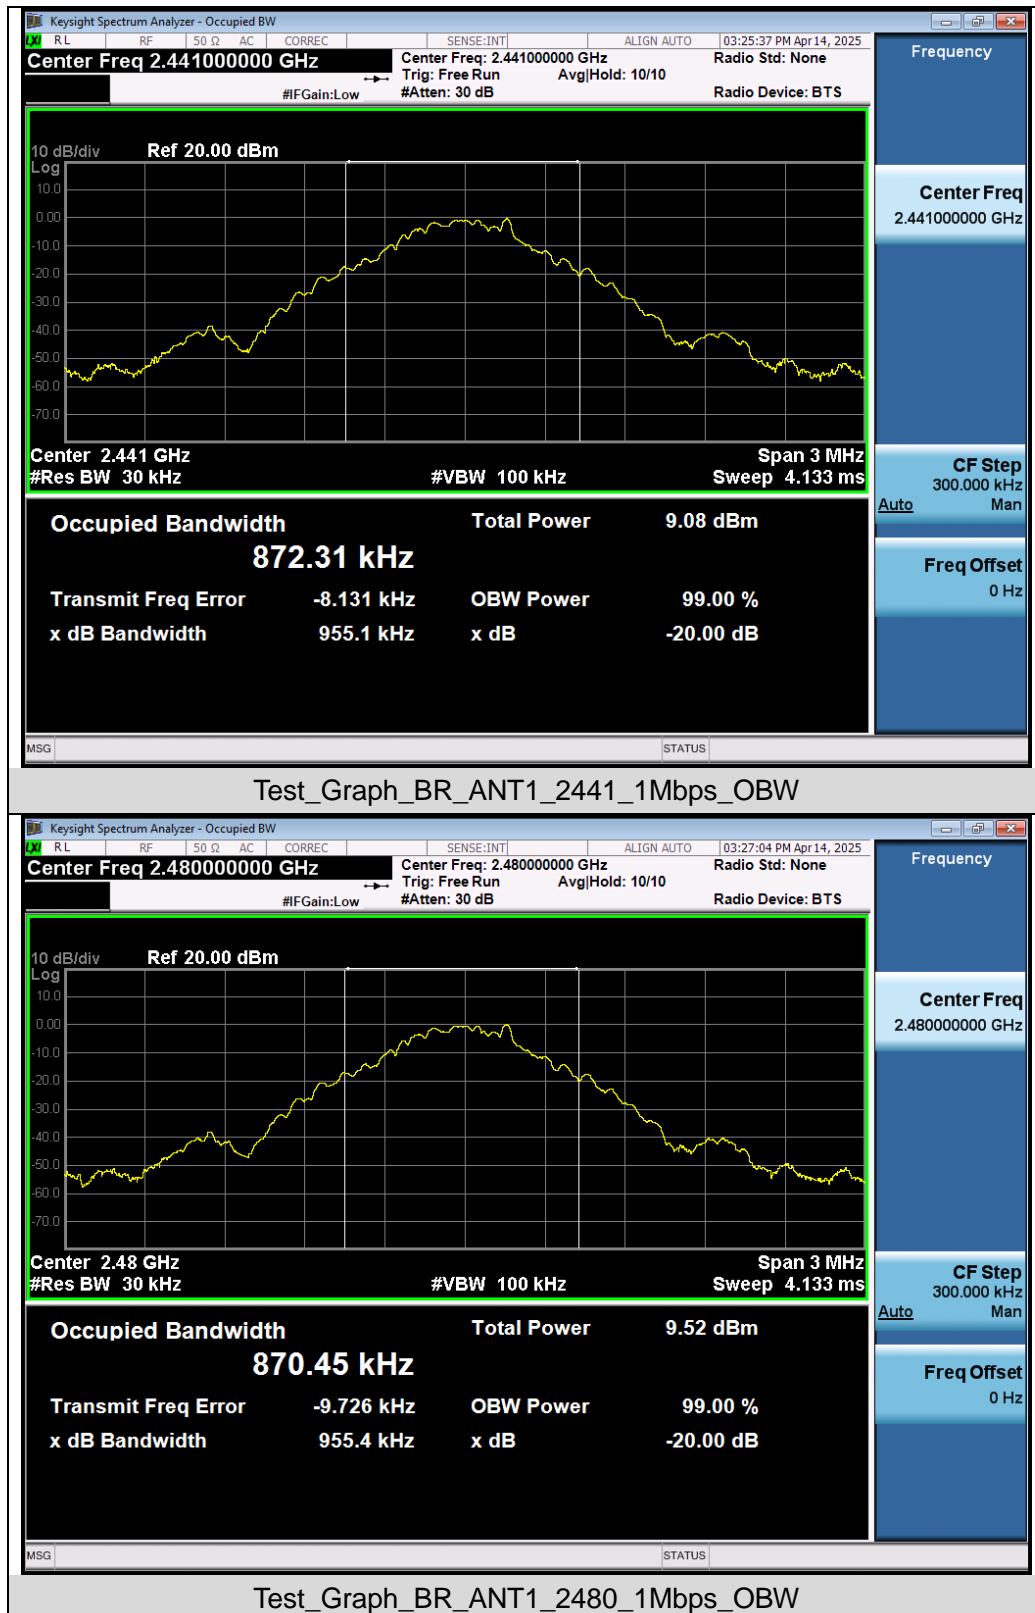 Keysight Spectrum Analyzer - Occupied BW
LXI RL RF 50 Ω AC CORREC SENSE:INT ALIGN AUTO 03:25:37 PM Apr 14, 2025
Center Freq 2.441000000 GHz Center Freq: 2.441000000 GHz Radio Std: None
Trig: Free Run Avg|Hold: 10/10
#IFGain:Low #Atten: 30 dB Radio Device: BTS
Frequency
10 dB/div Ref 20.00 dBm
Log
10.0
0.00
-10.0
-20.0
-30.0
-40.0
-50.0
-60.0
-70.0
Center 2.441 GHz Span 3 MHz
#Res BW 30 kHz #VBW 100 kHz Sweep 4.133 ms
Center Freq
2.441000000 GHz
CF Step
300.000 kHz
Auto Man
Freq Offset
0 Hz
Occupied Bandwidth Total Power 9.08 dBm
872.31 kHz
Transmit Freq Error -8.131 kHz OBW Power 99.00 %
x dB Bandwidth 955.1 kHz x dB -20.00 dB
MSG STATUS
Test_Graph_BR_ANT1_2441_1Mbps_OBW
Keysight Spectrum Analyzer - Occupied BW
LXI RL RF 50 Ω AC CORREC SENSE:INT ALIGN AUTO 03:27:04 PM Apr 14, 2025
Center Freq 2.480000000 GHz Center Freq: 2.480000000 GHz Radio Std: None
Trig: Free Run Avg|Hold: 10/10
#IFGain:Low #Atten: 30 dB Radio Device: BTS
Frequency
10 dB/div Ref 20.00 dBm
Log
10.0
0.00
-10.0
-20.0
-30.0
-40.0
-50.0
-60.0
-70.0
Center 2.48 GHz Span 3 MHz
#Res BW 30 kHz #VBW 100 kHz Sweep 4.133 ms
Center Freq
2.480000000 GHz
CF Step
300.000 kHz
Auto Man
Freq Offset
0 Hz
Occupied Bandwidth Total Power 9.52 dBm
870.45 kHz
Transmit Freq Error -9.726 kHz OBW Power 99.00 %
x dB Bandwidth 955.4 kHz x dB -20.00 dB
MSG STATUS
Test_Graph_BR_ANT1_2480_1Mbps_OBW